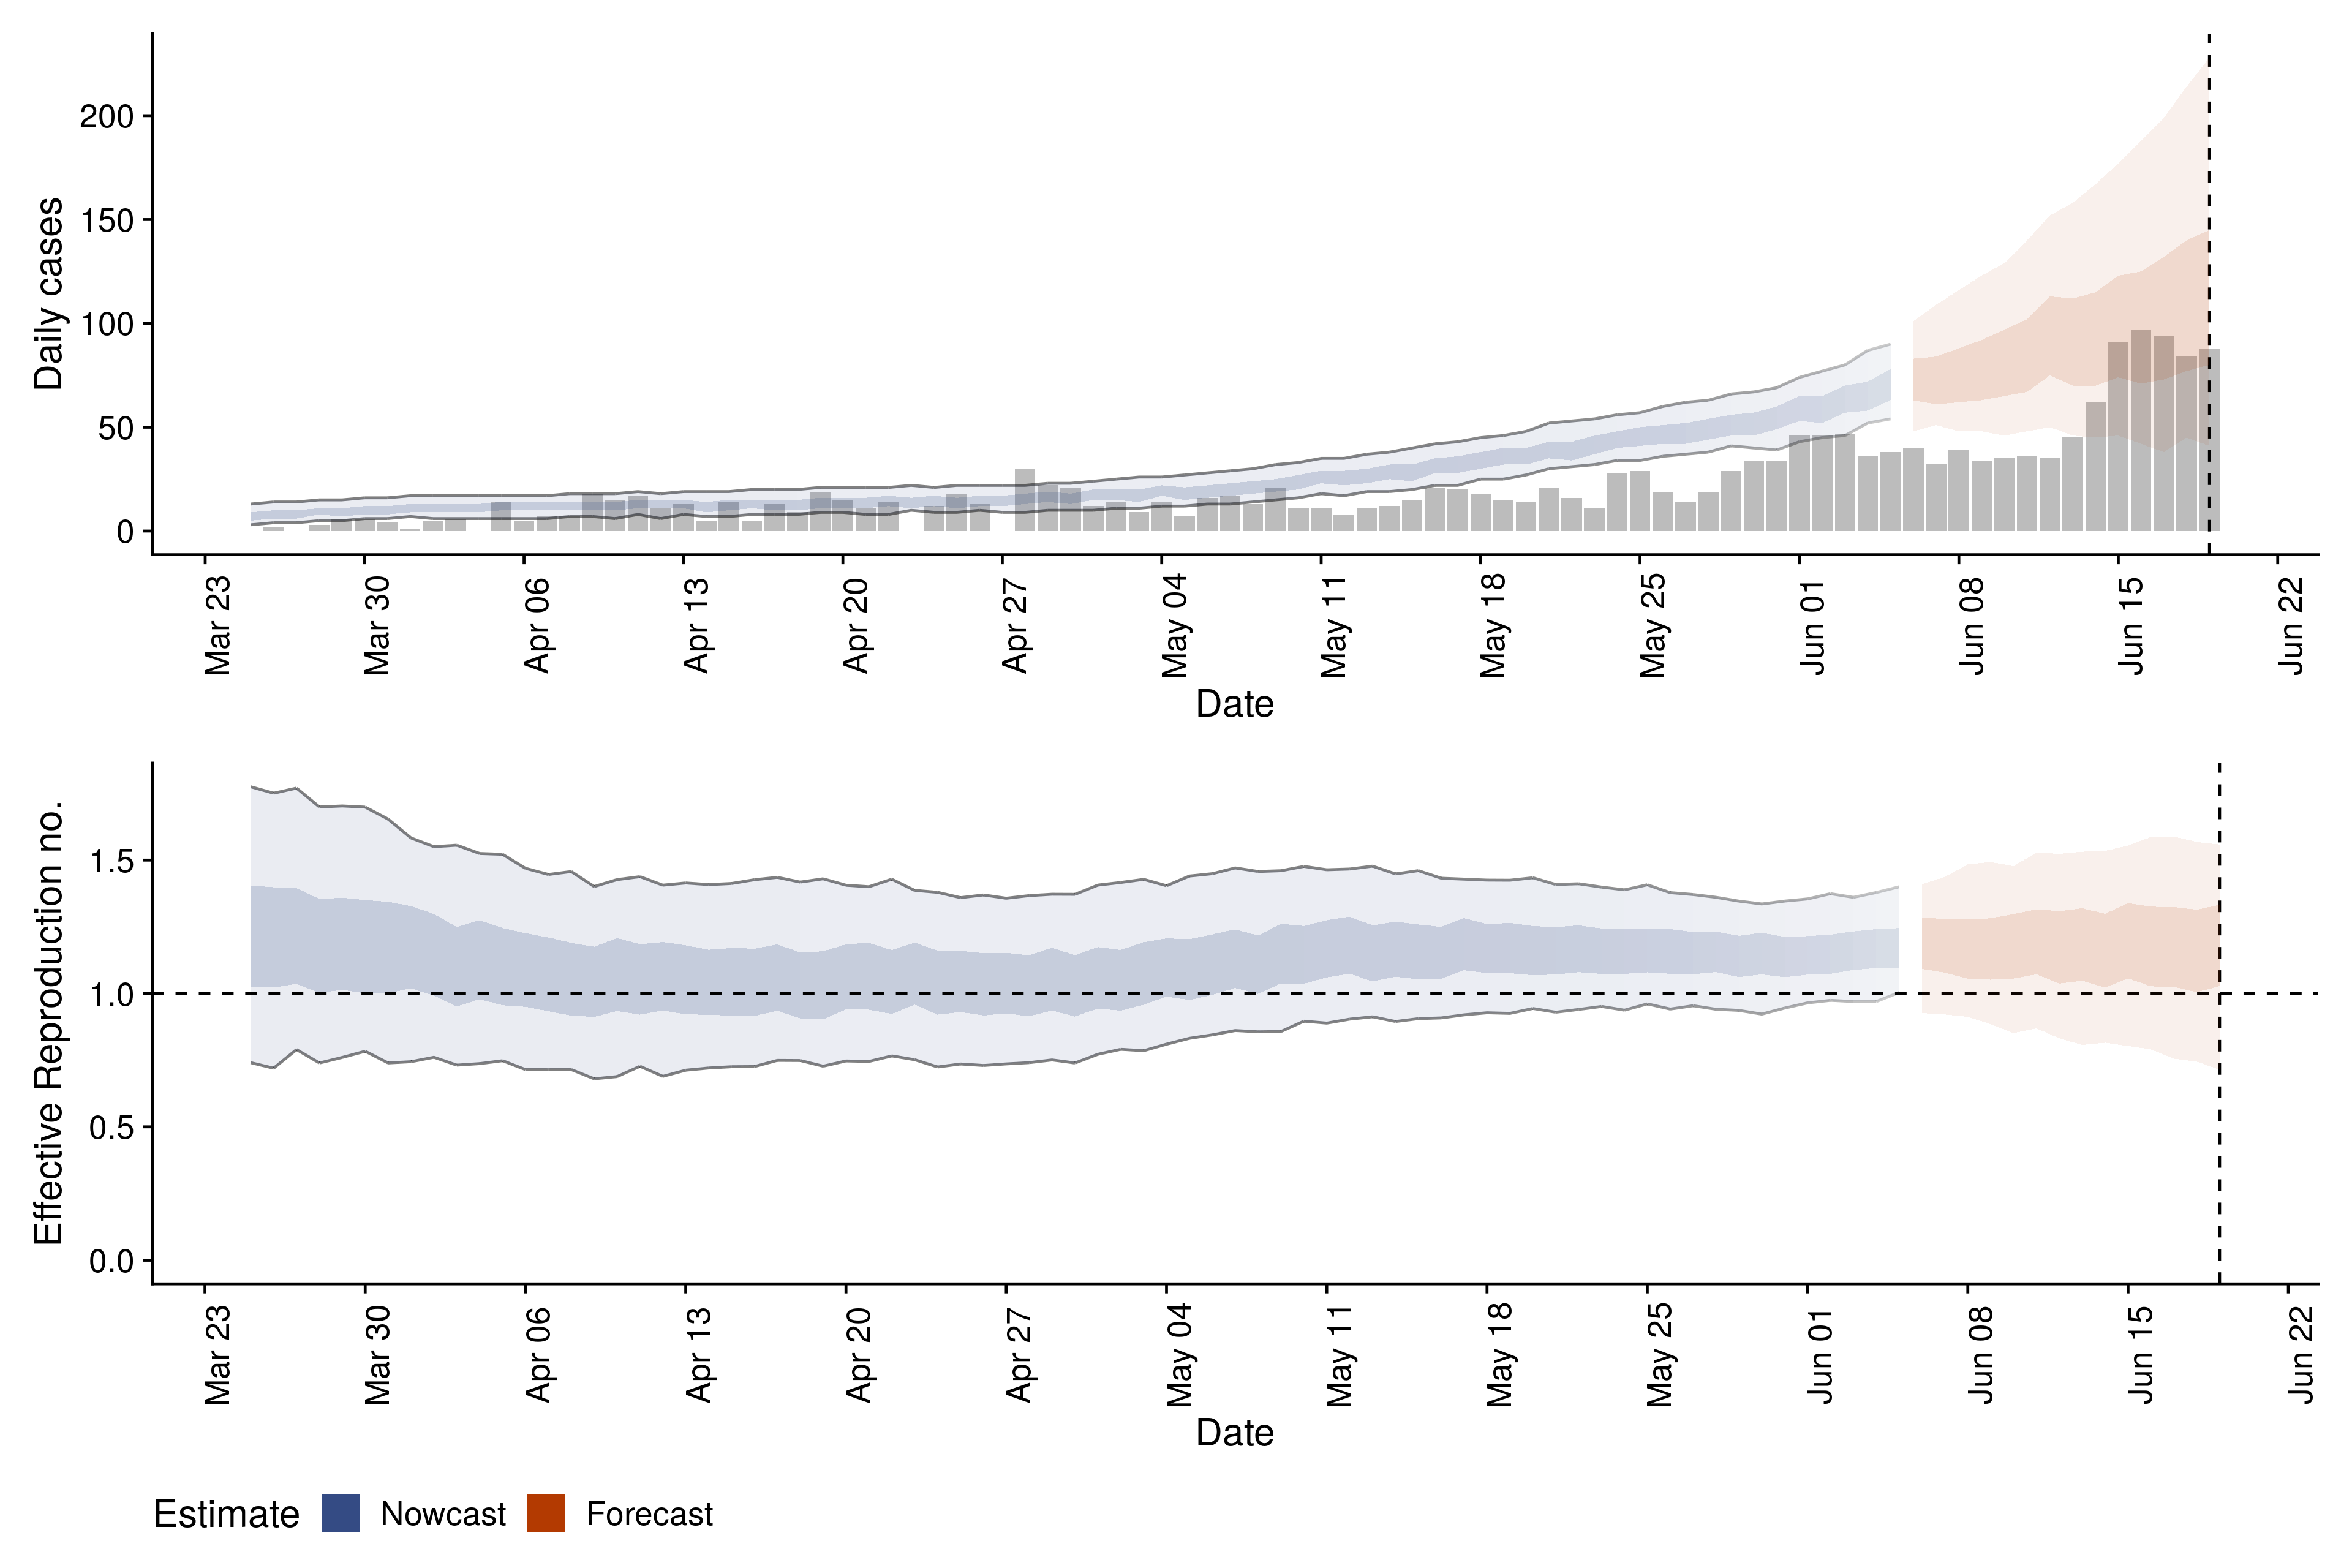 Daily cases
200
150
100
50
0
Mar 23
Mar 30
Apr 06
Apr 13
Apr 20
Apr 27
May 04
May 11
May 18
May 25
Jun 01
Jun 08
Jun 15
Jun 22
Date
Effective Reproduction no.
1.5
1.0
0.5
0.0
Mar 23
Mar 30
Apr 06
Apr 13
Apr 20
Apr 27
May 04
May 11
May 18
May 25
Jun 01
Jun 08
Jun 15
Jun 22
Date
Estimate Nowcast Forecast